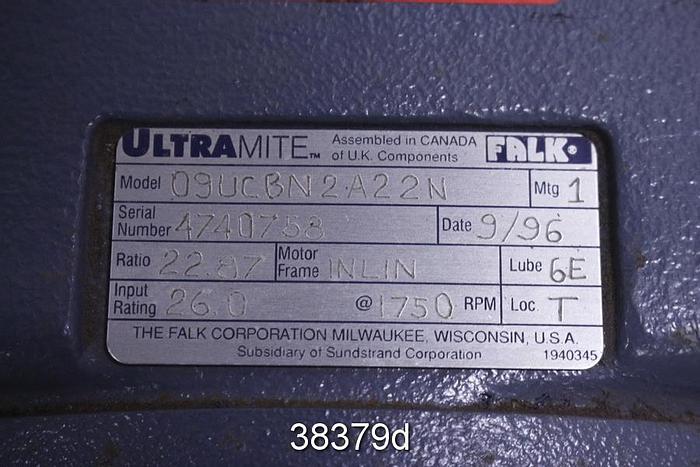 ULTRAMITE™ Assembled in CANADA of U.K. Components FALK
Model 09UCBN2A22N Mtg 1
Serial Number 4740758 Date 9/96
Ratio 22.87 Motor Frame INLIN Lube 6E
Input Rating 26.0 @ 1750 RPM Loc. T
THE FALK CORPORATION MILWAUKEE, WISCONSIN, U.S.A.
Subsidiary of Sundstrand Corporation 1940345
38379d